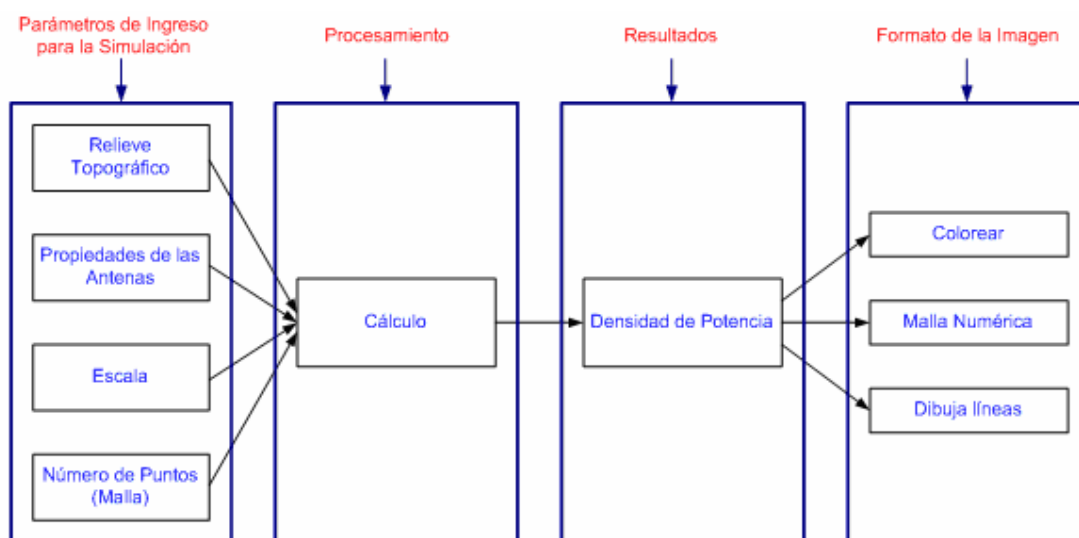 Parámetros de Ingreso
para la Simulación
Procesamiento
Resultados
Formato de la Imagen
Relieve
Topográfico
Propiedades de las
Antenas
Escala
Número de Puntos
(Malla)
Cálculo
Densidad de Potencia
Colorear
Malla Numérica
Dibuja líneas